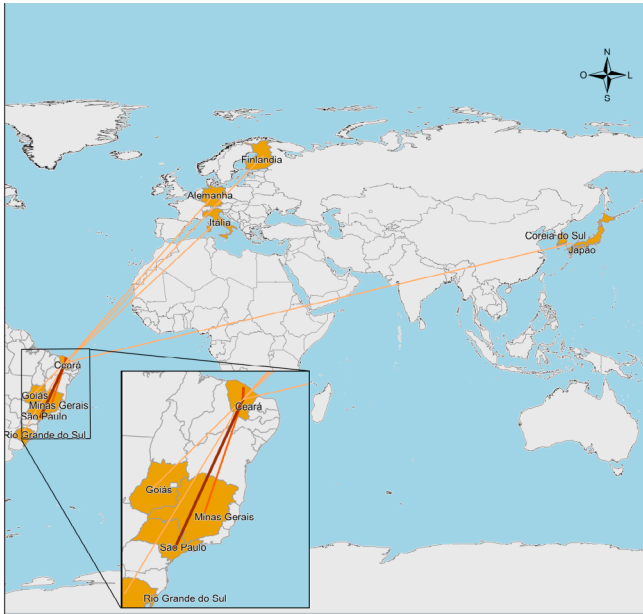 N
O L
S
Finlandia
Alemanha
Italia
Coreia do Sul
Japão
Ceará
Goiás
Minas Gerais
São Paulo
Rio Grande do Sul
Ceará
Goiás
Minas Gerais
São Paulo
Rio Grande do Sul